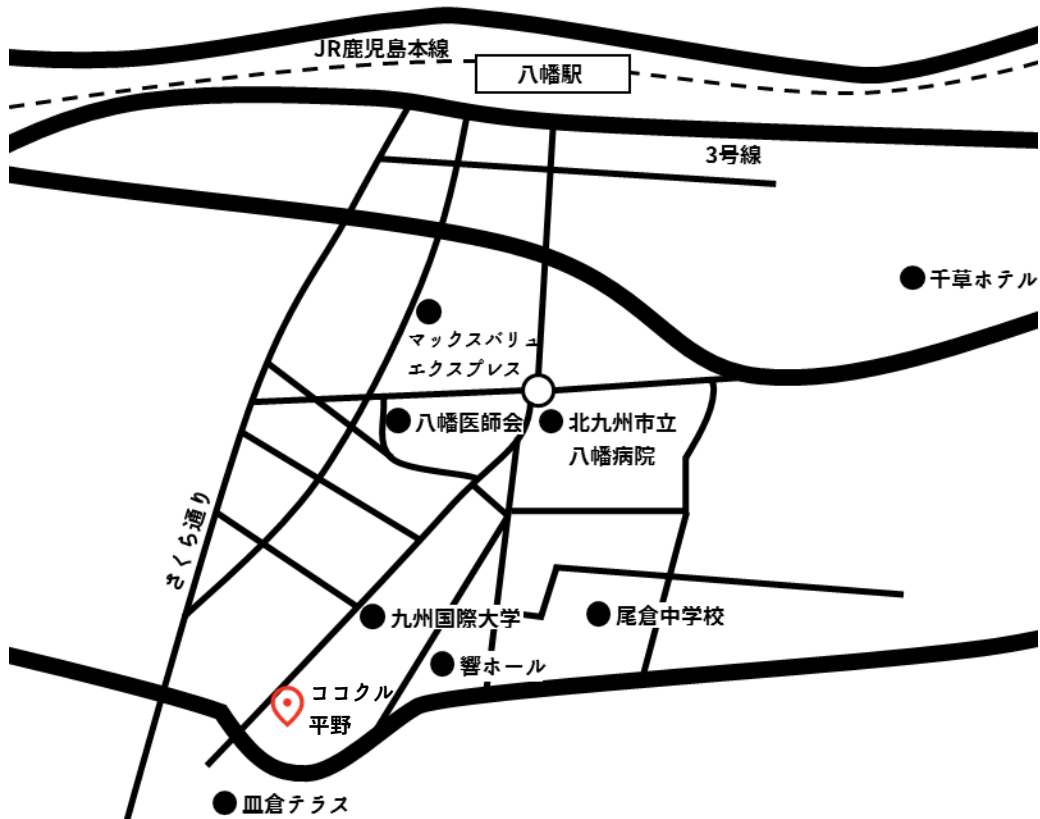 JR鹿児島本線
八幡駅
3号線
千草ホテル
マックスバリュ
エクスプレス
八幡医師会
北九州市立
八幡病院
さくら通り
九州国際大学
尾倉中学校
響ホール
ココクル
平野
皿倉テラス